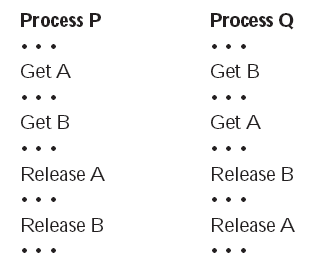 Process P Process Q
• • • • • •
Get A Get B
• • • • • •
Get B Get A
• • • • • •
Release A Release B
• • • • • •
Release B Release A
• • • • • •